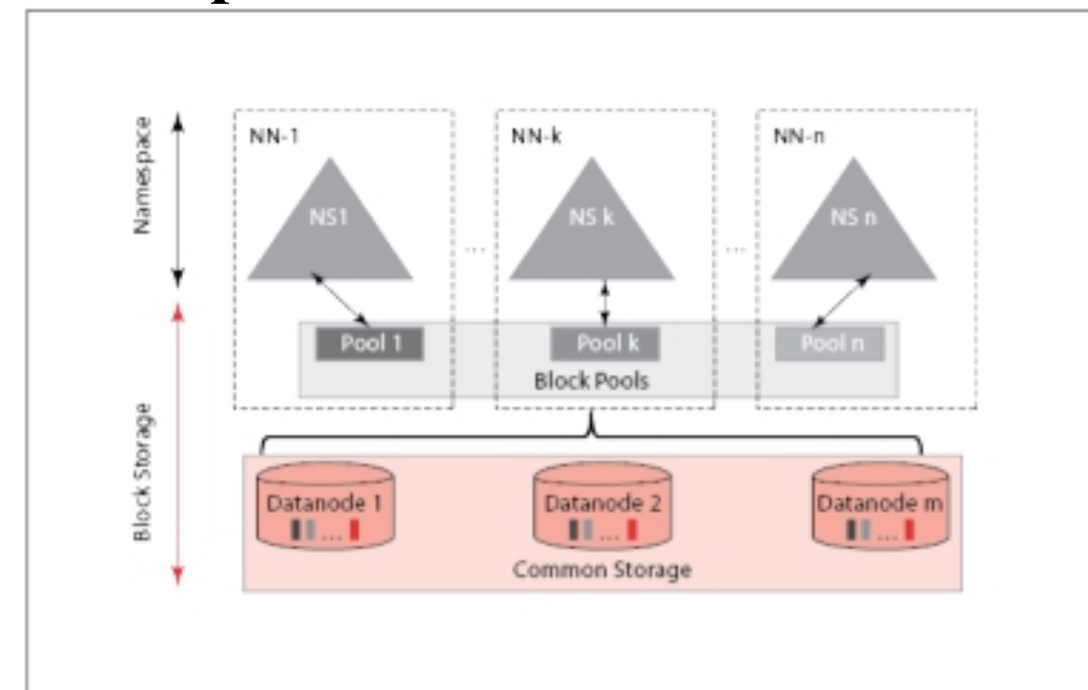 Namespace
NN-1
NN-k
NN-n
NS1
...
NS k
...
NS n
Pool 1
Pool k
Pool n
Block Pools
Block Storage
Datanode 1
...
Datanode 2
...
Datanode m
...
Common Storage